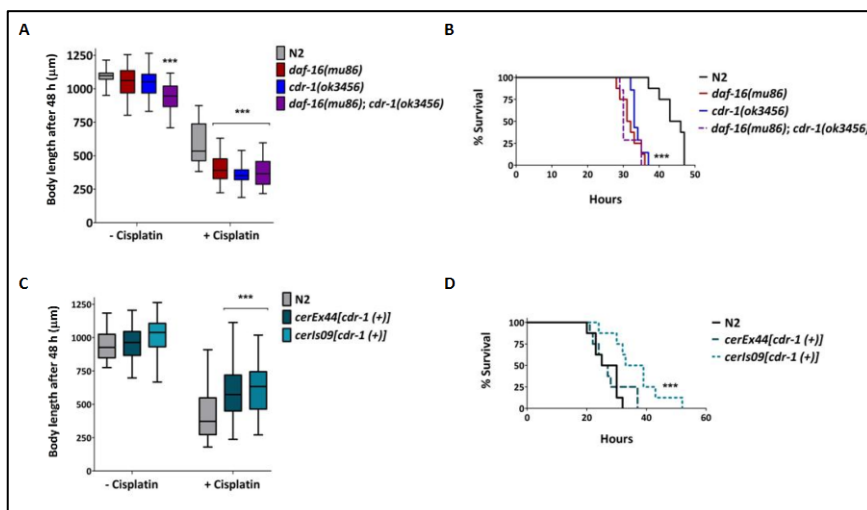 A
Body length after 48 h (µm)
1250
1000
750
500
250
0
***
***
- Cisplatin
+ Cisplatin
N2
daf-16(mu86)
cdr-1(ok3456)
daf-16(mu86); cdr-1(ok3456)
B
% Survival
100
75
50
25
0
0
10
20
30
40
50
Hours
***
N2
daf-16(mu86)
cdr-1(ok3456)
daf-16(mu86); cdr-1(ok3456)
C
Body length after 48 h (µm)
1250
1000
750
500
250
0
***
- Cisplatin
+ Cisplatin
N2
cerEx44[cdr-1 (+)]
cerIs09[cdr-1 (+)]
D
% Survival
100
75
50
25
0
0
20
40
60
Hours
***
N2
cerEx44[cdr-1 (+)]
cerIs09[cdr-1 (+)]